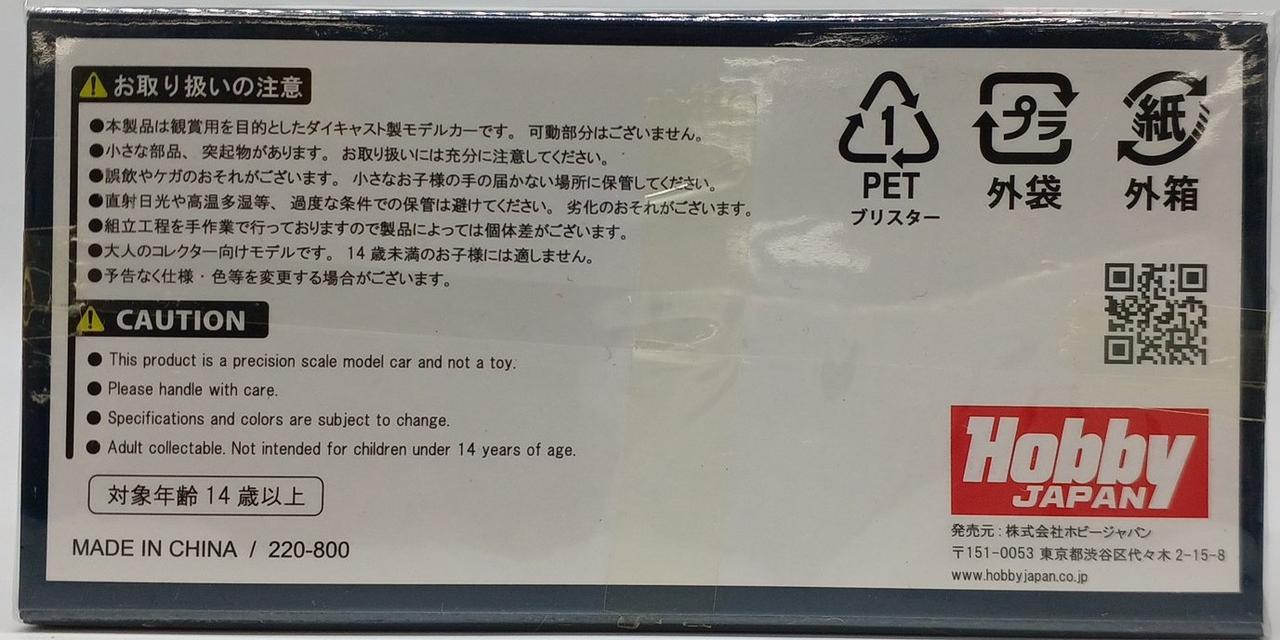 お取り扱いの注意
●本製品は観賞用を目的としたダイキャスト製モデルカーです。 可動部分はございません。
●小さな部品、 突起物があります。 お取り扱いには充分に注意してください。
●誤飲やケガのおそれがございます。 小さなお子様の手の届かない場所に保管してください。
●直射日光や高温多湿等、 過度な条件での保管は避けてください。 劣化のおそれがございます。
●組立工程を手作業で行っておりますので製品によっては個体差がございます。
●大人のコレクター向けモデルです。 14 歳未満のお子様には適しません。
●予告なく仕様・色等を変更する場合がございます。
CAUTION
● This product is a precision scale model car and not a toy.
● Please handle with care.
● Specifications and colors are subject to change.
● Adult collectable. Not intended for children under 14 years of age.
対象年齢 14 歳以上
MADE IN CHINA / 220-800
1
PET
ブリスター
プラ
外袋
紙
外箱
Hobby
JAPAN
発売元 : 株式会社ホビージャパン
〒151-0053 東京都渋谷区代々木 2-15-8
www.hobbyjapan.co.jp